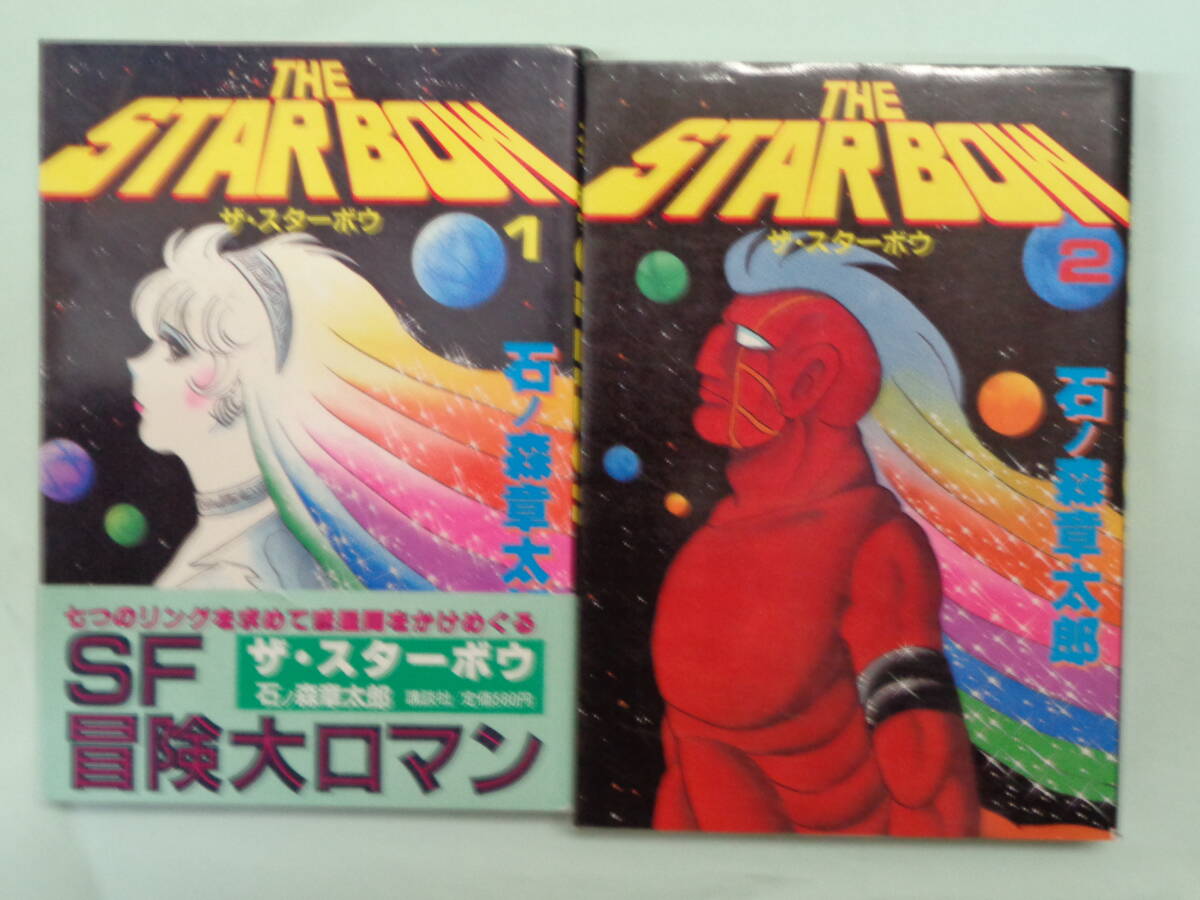 THE
STAR BOW
ザ・スターボウ
1
石ノ森章太
七つのリングを求めて星温周をかけめぐる
SF
冒険大ロマン
ザ・スターボウ
石ノ森章太郎 講談社/定価580円
THE
STAR BOW
ザ・スターボウ
2
石ノ森章太郎